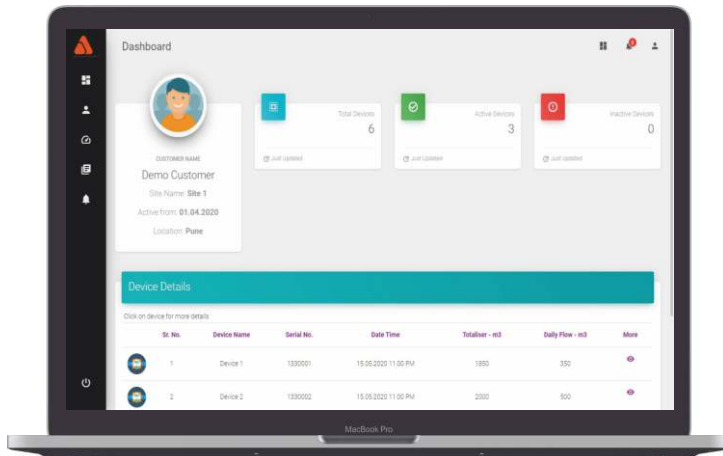 Dashboard
Total Devices
6
Just Updated
Active Devices
3
Just Updated
Inactive Devices
0
Just Updated
CUSTOMER NAME
Demo Customer
Site Name: Site 1
Active from: 01.04.2020
Location: Pune
Device Details
Click on device for more details
Sr. No. Device Name Serial No. Date Time Totaliser - m3 Daily Flow - m3 More
1 Device 1 1330001 15.05.2020 11:00 PM 1850 350
2 Device 2 1330002 15.05.2020 11:00 PM 2000 500
MacBook Pro